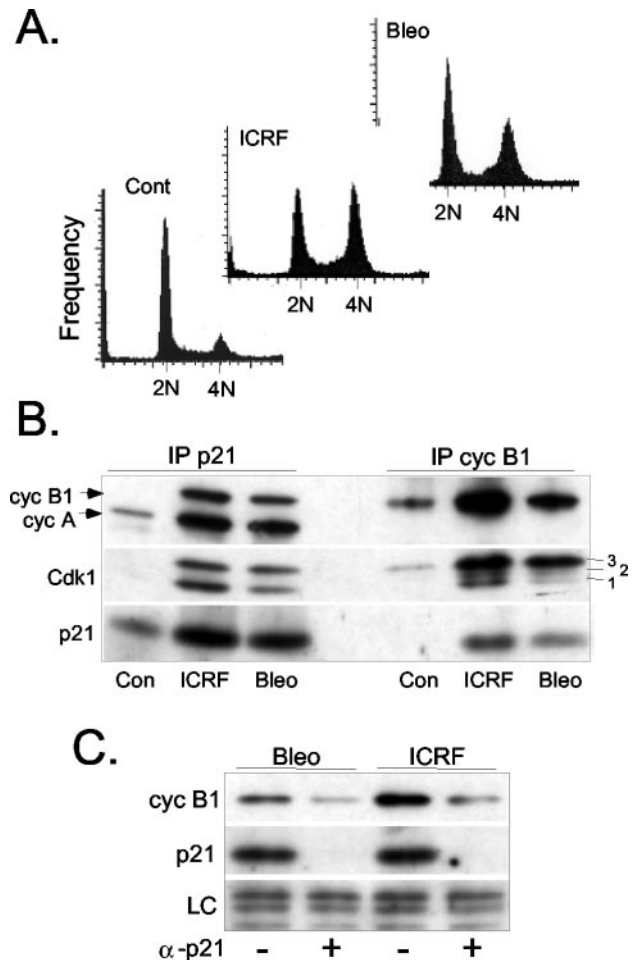 A.
Bleo
2N 4N
ICRF
2N 4N
Cont
Frequency
2N 4N
B.
IP p21 IP cyc B1
cyc B1
cyc A
Cdk1
3
2
1
p21
Con ICRF Bleo Con ICRF Bleo
C.
Bleo ICRF
cyc B1
p21
LC
α-p21 - + - +